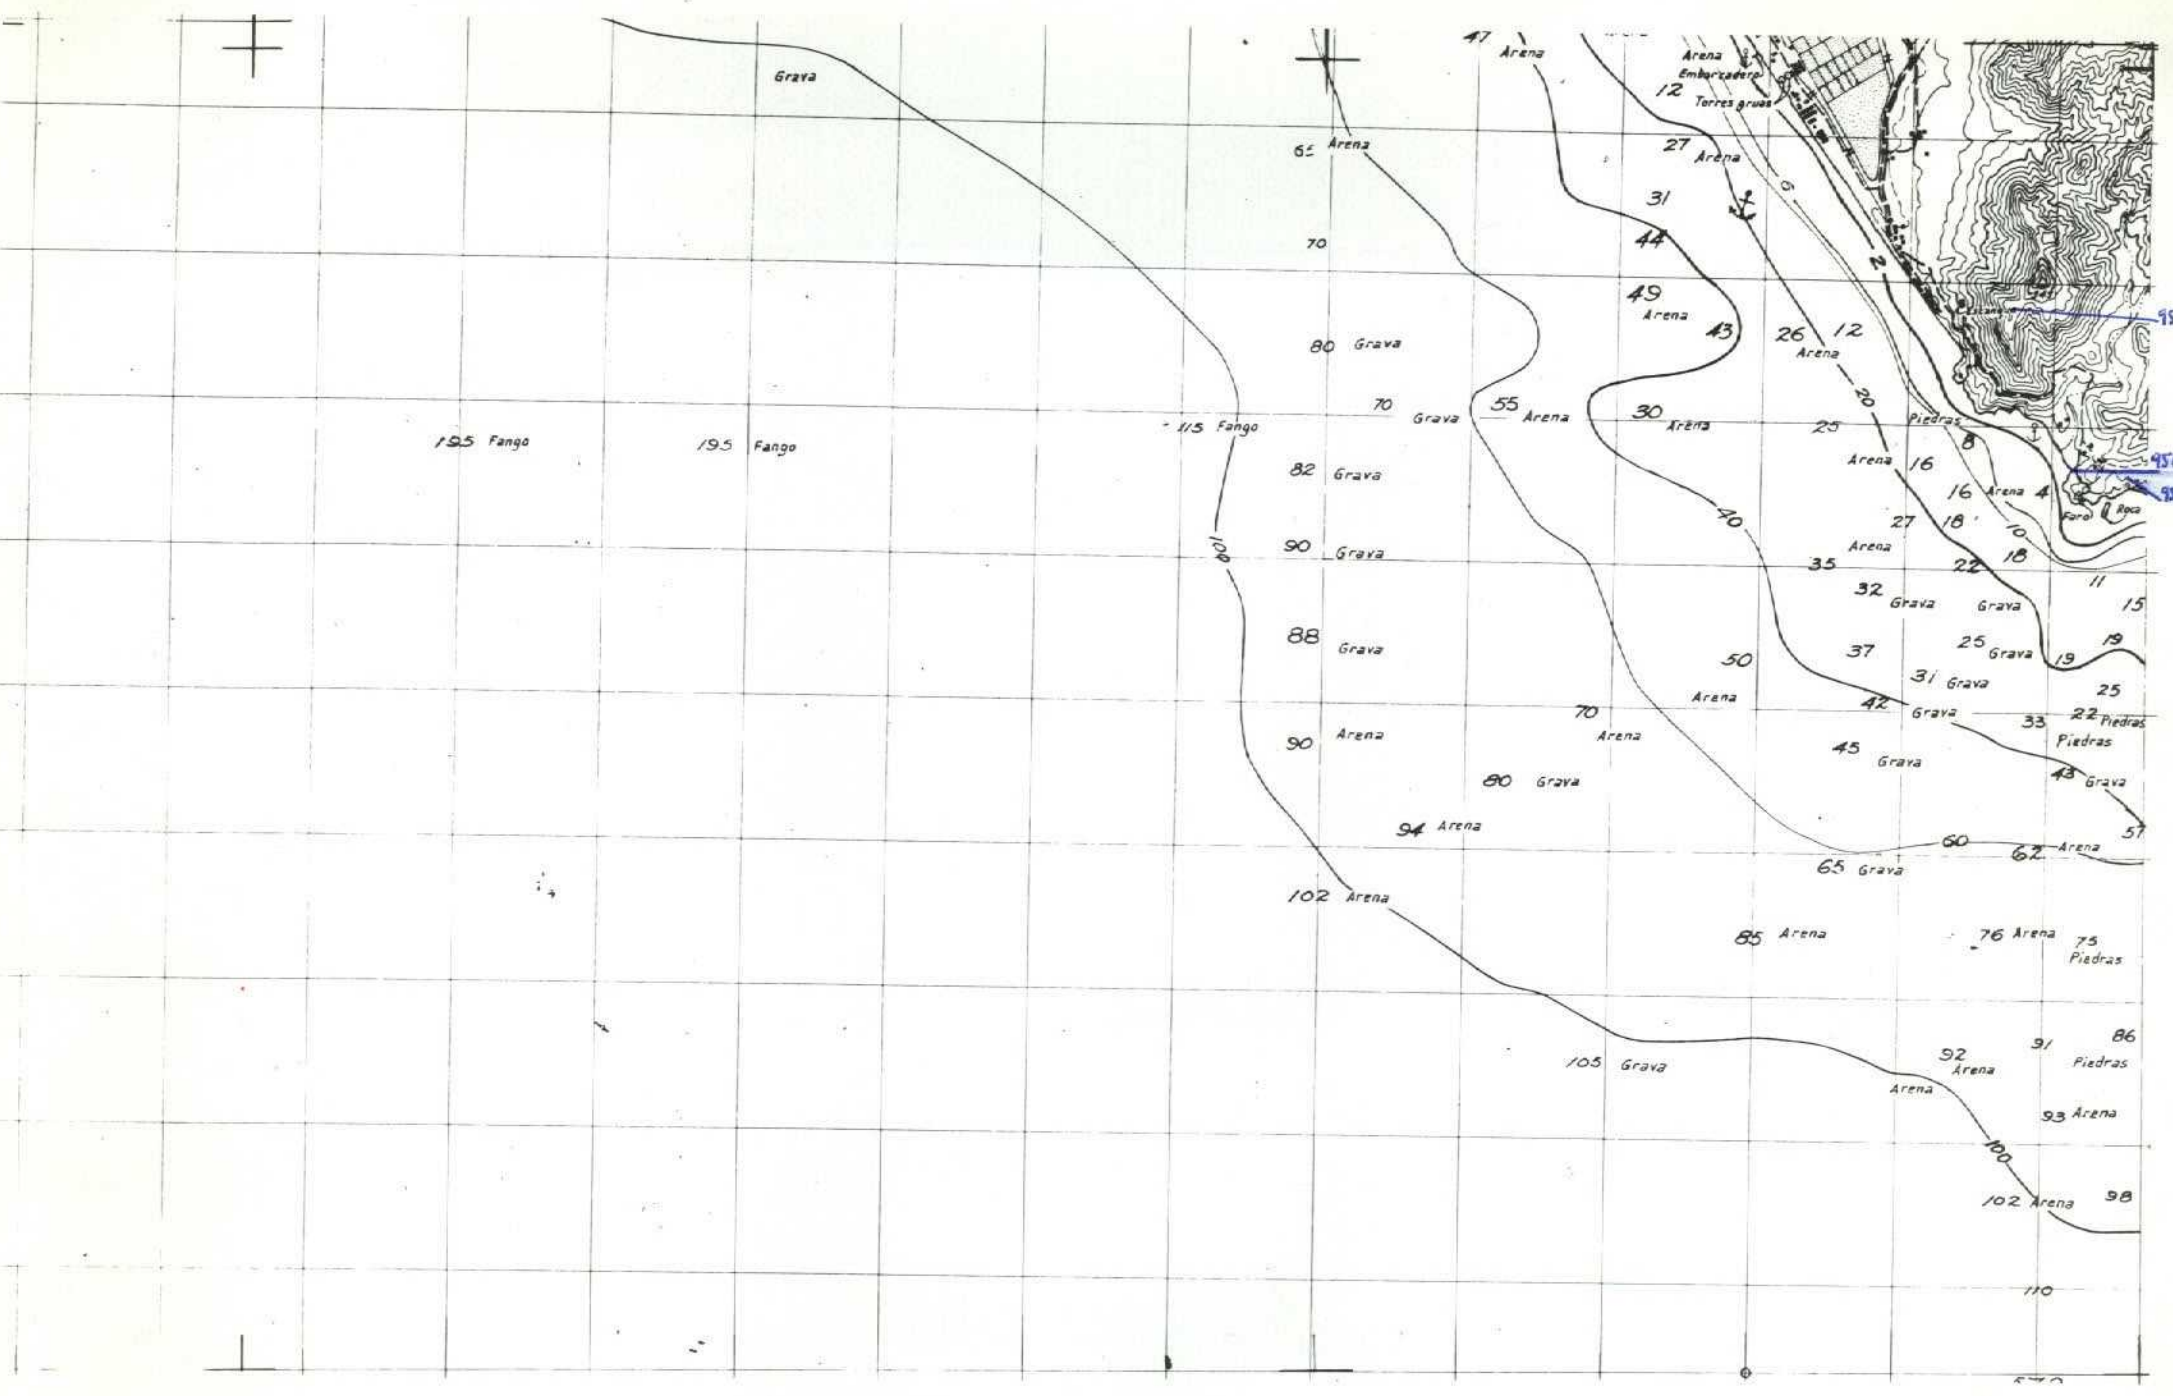 47 Arena
Arena
Embarcadero
12 Torres gruas
Grava
65 Arena
27 Arena
6
31
44
70
2
49
Arena
43
26 12
Arena
80 Grava
20
70 Grava
55 Arena
30 Arena
25
Piedras
8
195 Fango
195 Fango
115 Fango
Arena 16
82 Grava
16 Arena 4
40
27 18
10
Faro
Roca
100
90 Grava
Arena
35
22
18
11
32 Grava
Grava
15
88 Grava
50
37
25 Grava
19
19
31 Grava
25
Arena
42 Grava
70 Arena
33
22 Piedras
Piedras
90 Arena
45 Grava
43 Grava
80 Grava
94 Arena
57
60
62 Arena
65 Grava
102 Arena
85 Arena
76 Arena
75
Piedras
105 Grava
92
Arena
91
86
Piedras
Arena
93 Arena
100
102 Arena
98
110